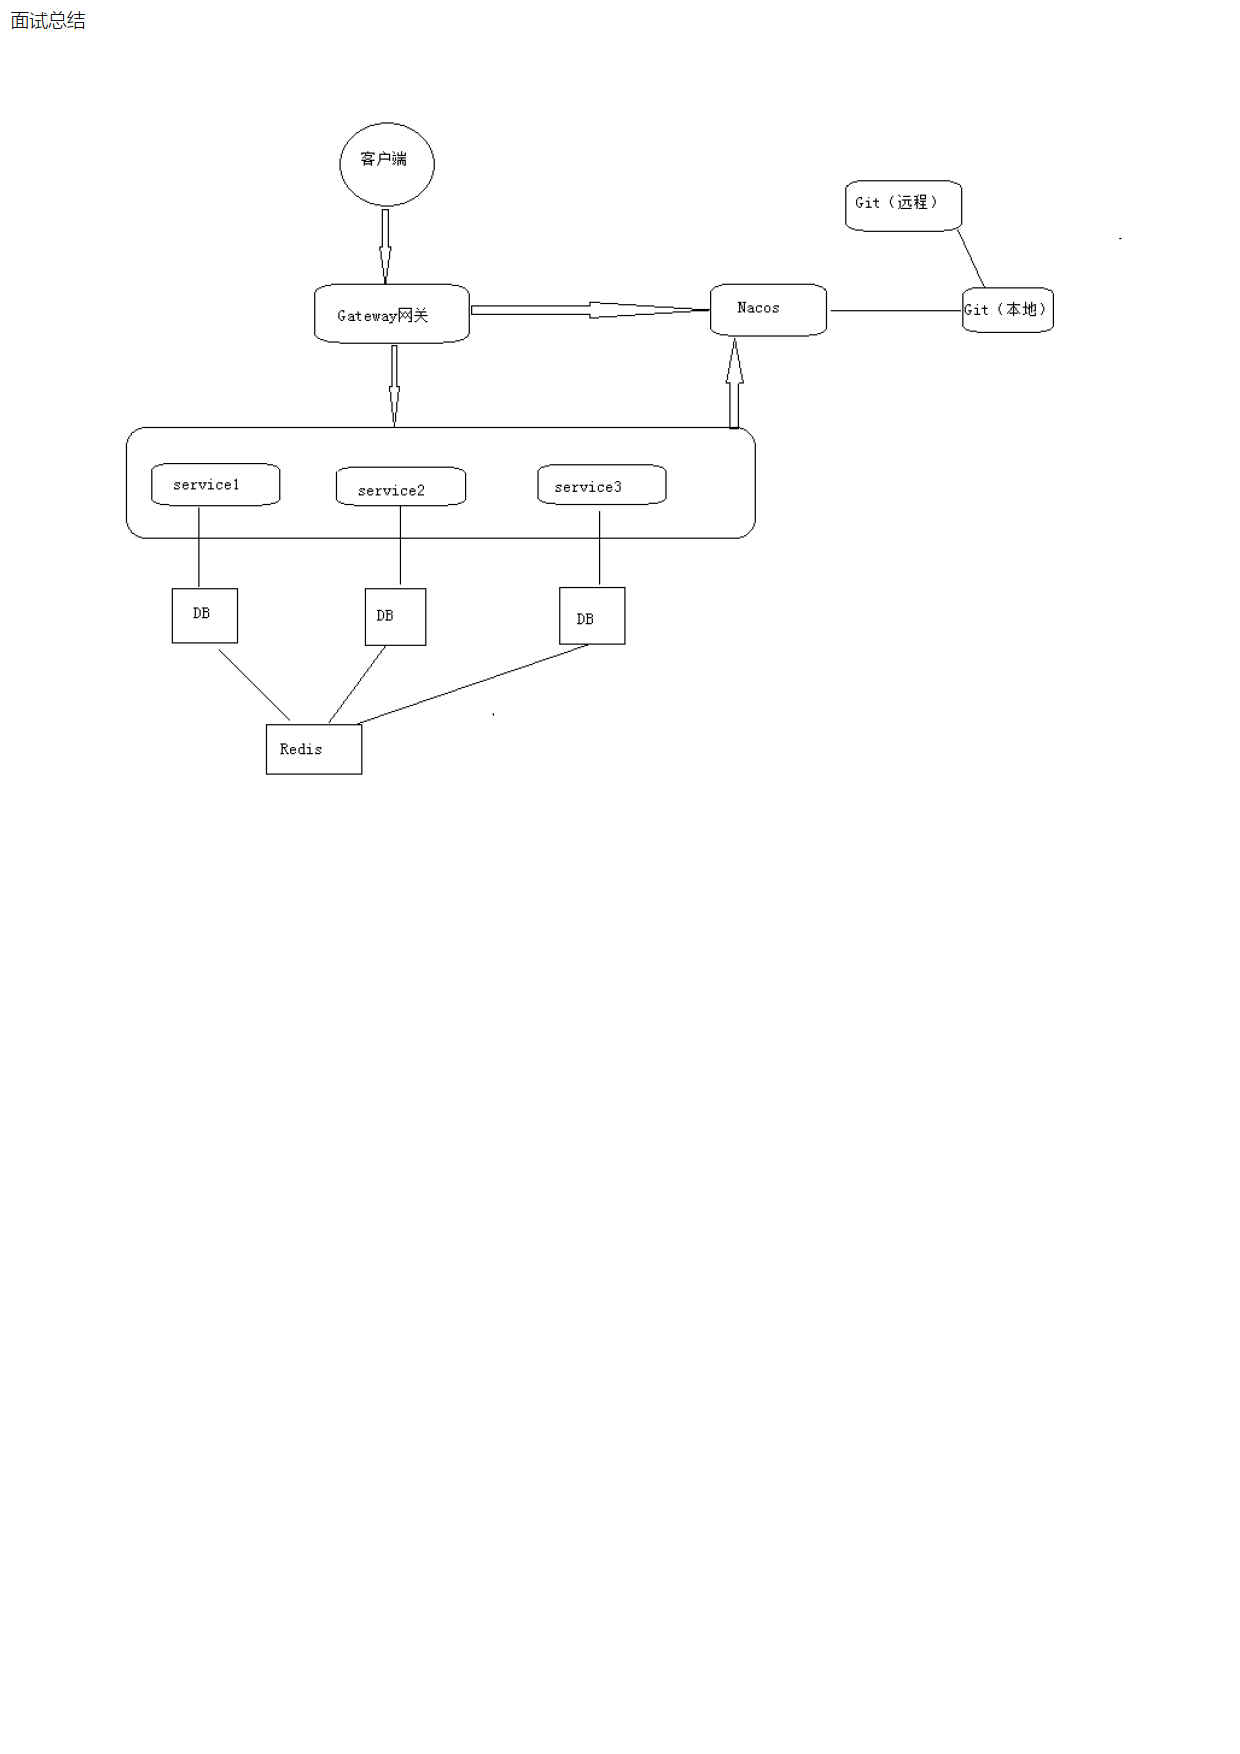 面试总结
客户端
Git（远程）
Gateway网关
Nacos
Git（本地）
service1
service2
service3
DB
DB
DB
Redis